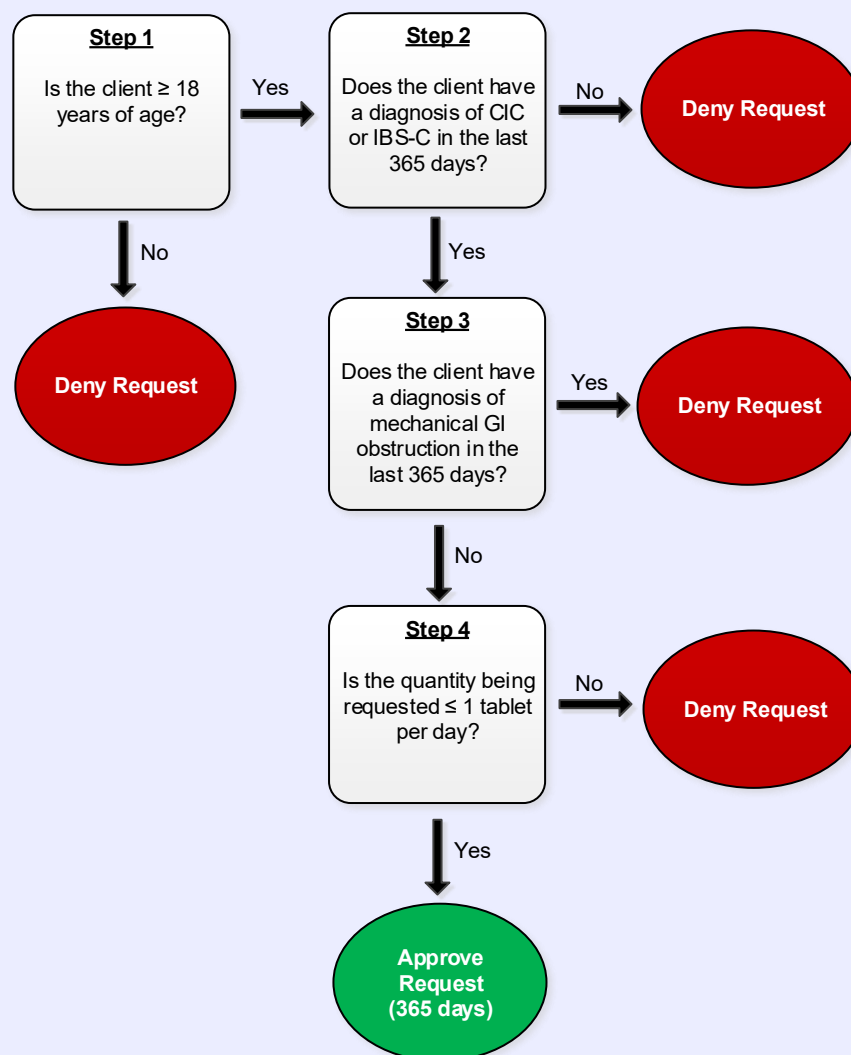 Step 1
Is the client ≥ 18
years of age?
Yes
No
Deny Request
Step 2
Does the client have
a diagnosis of CIC
or IBS-C in the last
365 days?
No
Deny Request
Yes
Step 3
Does the client have
a diagnosis of
mechanical GI
obstruction in the
last 365 days?
Yes
Deny Request
No
Step 4
Is the quantity being
requested ≤ 1 tablet
per day?
No
Deny Request
Yes
Approve
Request
(365 days)